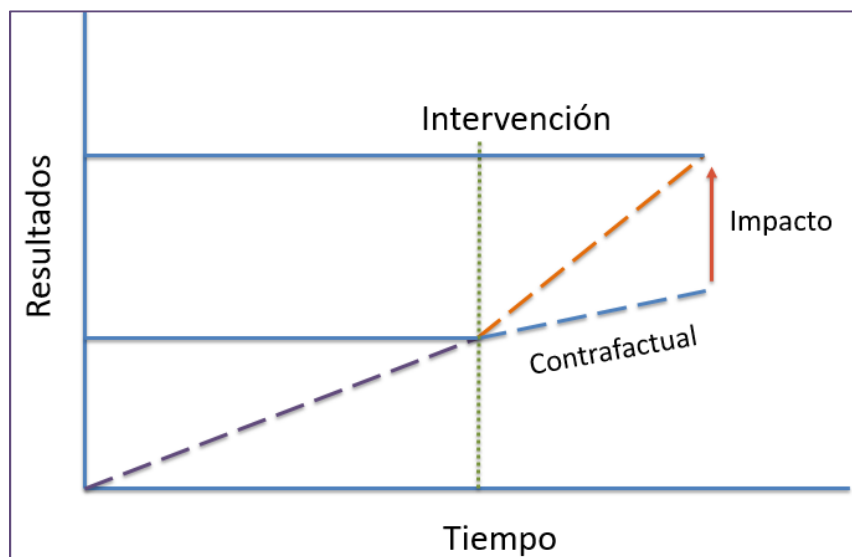 Intervención
Resultados
Impacto
Contrafactual
Tiempo